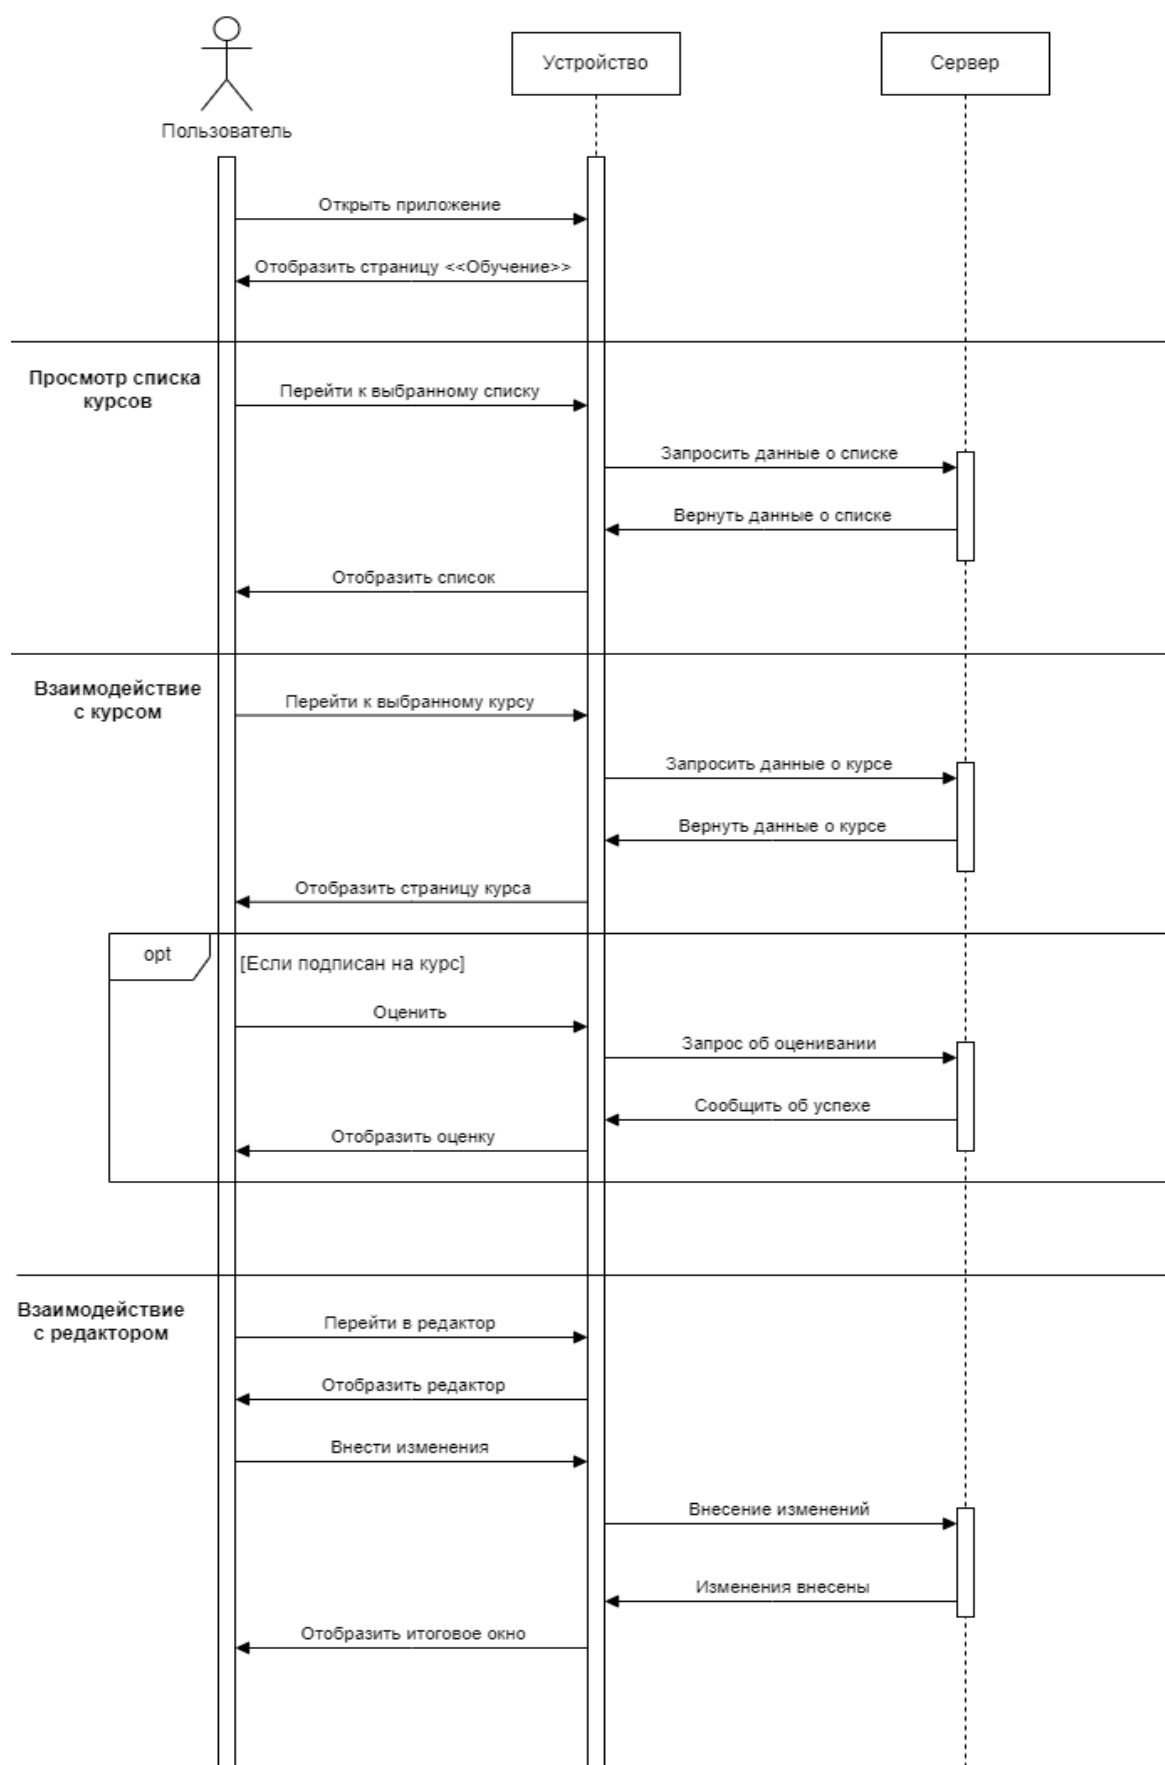 Устройство
Сервер
Пользователь
Открыть приложение
Отобразить страницу <<Обучение>>
Просмотр списка
курсов
Перейти к выбранному списку
Запросить данные о списке
Вернуть данные о списке
Отобразить список
Взаимодействие
с курсом
Перейти к выбранному курсу
Запросить данные о курсе
Вернуть данные о курсе
Отобразить страницу курса
opt
[Если подписан на курс]
Оценить
Запрос об оценивании
Сообщить об успехе
Отобразить оценку
Взаимодействие
с редактором
Перейти в редактор
Отобразить редактор
Внести изменения
Внесение изменений
Изменения внесены
Отобразить итоговое окно